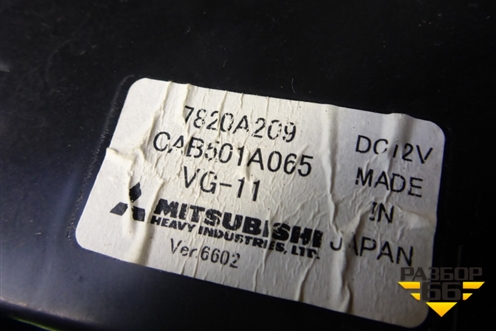 7820A209
CAB501A065
VG-11
MITSUBISHI
HEAVY INDUSTRIES, LTD.
Ver.6602
DC12V
MADE
IN
JAPAN
РАЗБОР
66